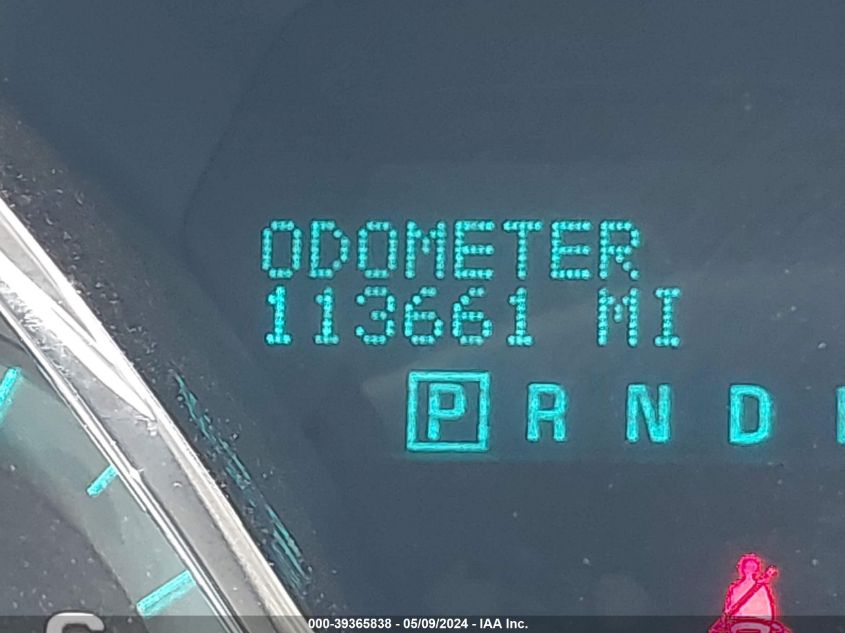 ODOMETER
113661 MI
P R N D
000-39365838 - 05/09/2024 - IAA Inc.